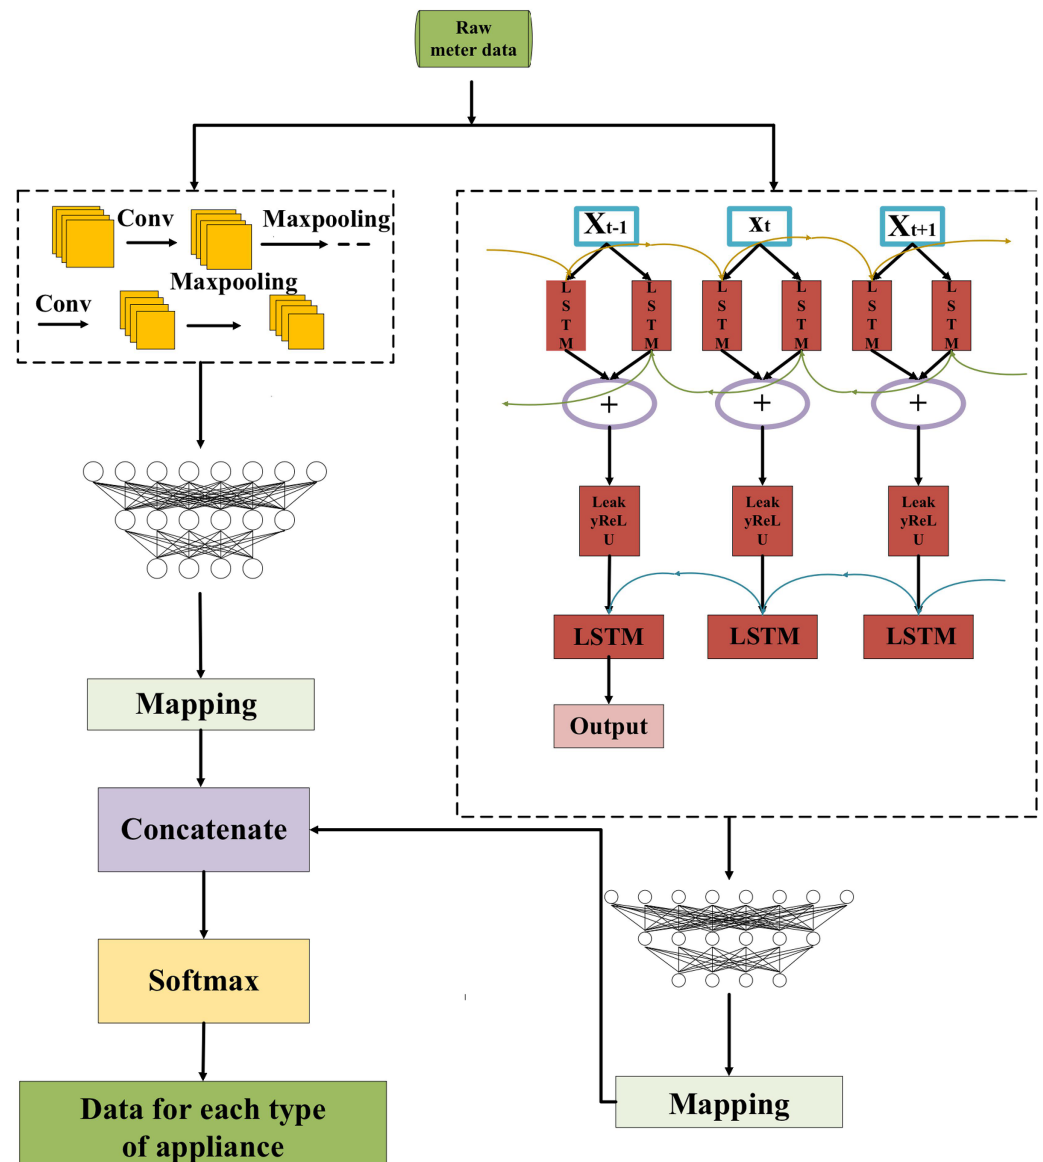 Raw
meter data
Conv
Maxpooling
Conv
Maxpooling
Xt-1
xt
Xt+1
L
S
T
M
L
S
T
M
L
S
T
M
L
S
T
M
L
S
T
M
L
S
T
M
+
+
+
Leak
yReL
U
Leak
yReL
U
Leak
yReL
U
LSTM
LSTM
LSTM
Output
Mapping
Concatenate
Softmax
Mapping
Data for each type
of appliance